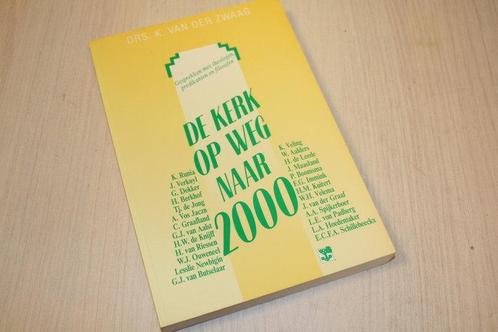 DRS. K. VAN DER ZWAAG
Gesprekken met theologen,
predikanten en filosofen
DE KERK
OP WEG
NAAR
2000
K. Runia
J. Verkuyl
G. Dekker
H. Berkhof
Tj. de Jong
A. Vos Jaczn
C. Graafland
G.J. van Aalst
H.W. de Knijff
H. van Riessen
W.J. Ouweneel
Lesslie Newbigin
G.J. van Butselaar
K. Veling
W. Aalders
H. de Leede
J. Maasland
P. Boomsma
F.G. Immink
H.M. Kuitert
W.H. Velema
J. van der Graaf
A.A. Spijkerboer
L.E. von Padberg
L.A. Hoedemaker
E.C.F.A. Schillebeeckx